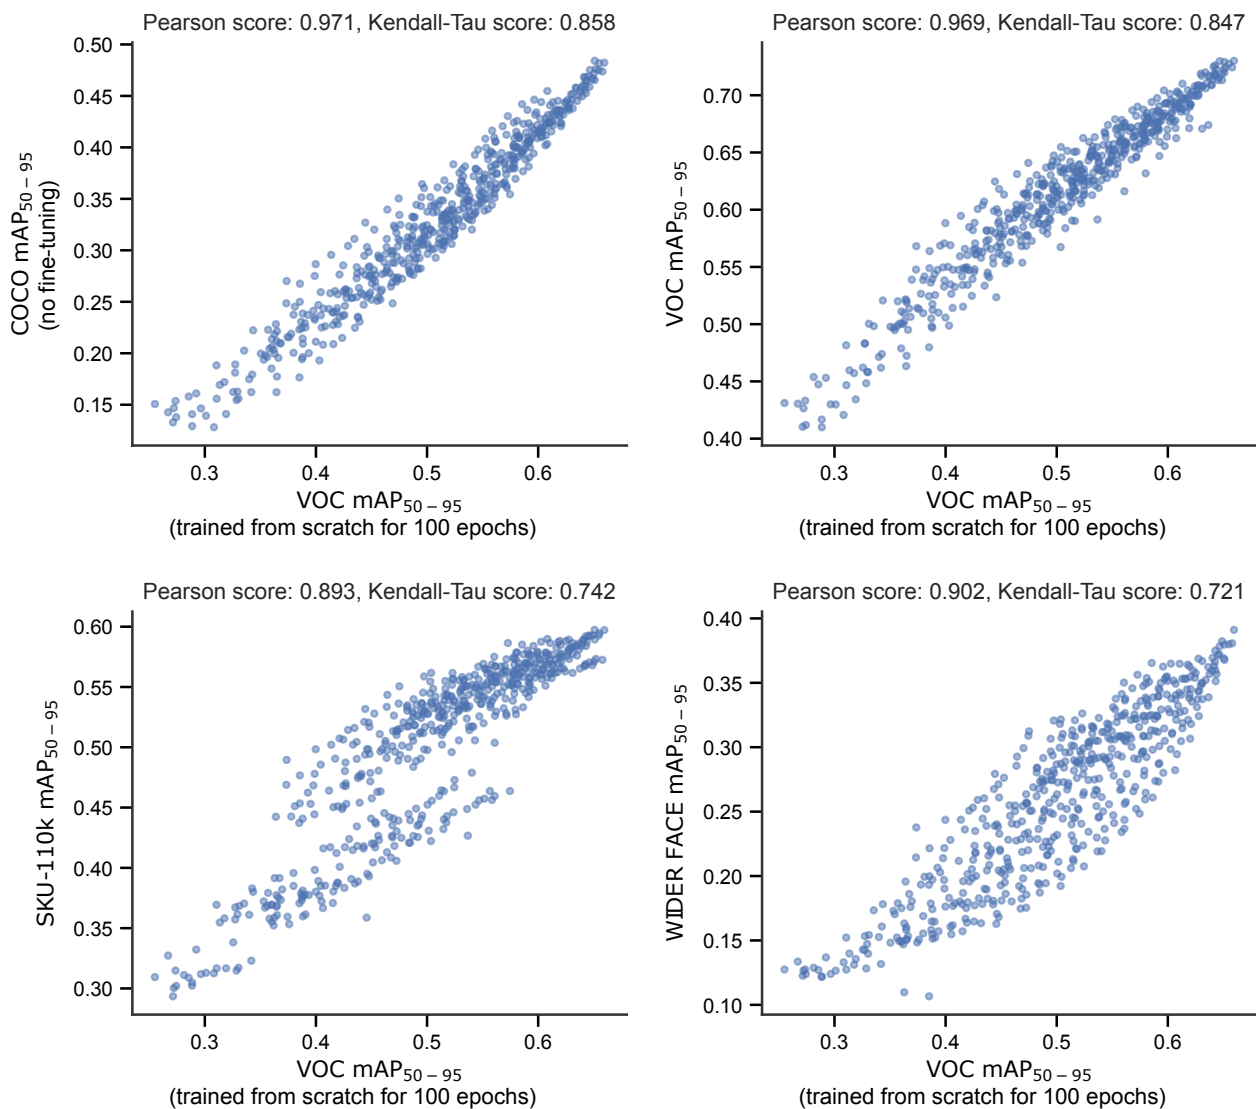 Pearson score: 0.971, Kendall-Tau score: 0.858
COCO mAP50 − 95
(no fine-tuning)
0.50
0.45
0.40
0.35
0.30
0.25
0.20
0.15
0.3 0.4 0.5 0.6
VOC mAP50 − 95
(trained from scratch for 100 epochs)
Pearson score: 0.969, Kendall-Tau score: 0.847
VOC mAP50 − 95
0.70
0.65
0.60
0.55
0.50
0.45
0.40
0.3 0.4 0.5 0.6
VOC mAP50 − 95
(trained from scratch for 100 epochs)
Pearson score: 0.893, Kendall-Tau score: 0.742
SKU-110k mAP50 − 95
0.60
0.55
0.50
0.45
0.40
0.35
0.30
0.3 0.4 0.5 0.6
VOC mAP50 − 95
(trained from scratch for 100 epochs)
Pearson score: 0.902, Kendall-Tau score: 0.721
WIDER FACE mAP50 − 95
0.40
0.35
0.30
0.25
0.20
0.15
0.10
0.3 0.4 0.5 0.6
VOC mAP50 − 95
(trained from scratch for 100 epochs)